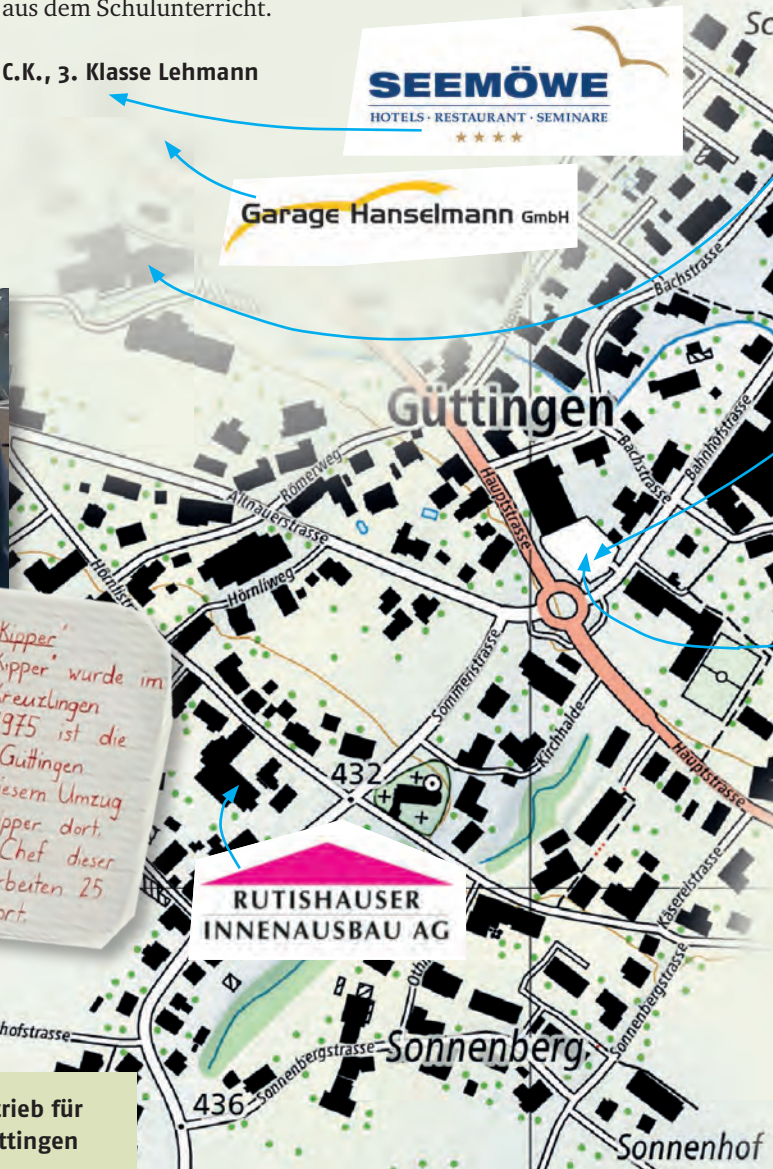 aus dem Schulunterricht.
C.K., 3. Klasse Lehmann
SEEMÖWE
HOTELS · RESTAURANT · SEMINARE
Garage Hanselmann GmbH
Bachstrasse
Güttingen
Römerweg
Altnauerstrasse
Hauptstrasse
Bachstrasse
Bahnhofstrasse
Hörnliweg
Sommeristrasse
Kirchhalde
Hauptstrasse
432
Kipper"
Kipper" wurde im
Kreuzlingen
1975 ist die
Güttingen
diesem Umzug
Kipper dort.
Chef dieser
arbeiten 25
dort.
RUTISHAUSER
INNENAUSBAU AG
Käsereistrasse
Sonnenbergstrasse
hofstrasse
Sonnenbergstrasse
Sonnenberg
436
trieb für
ttingen
Sonnenhof